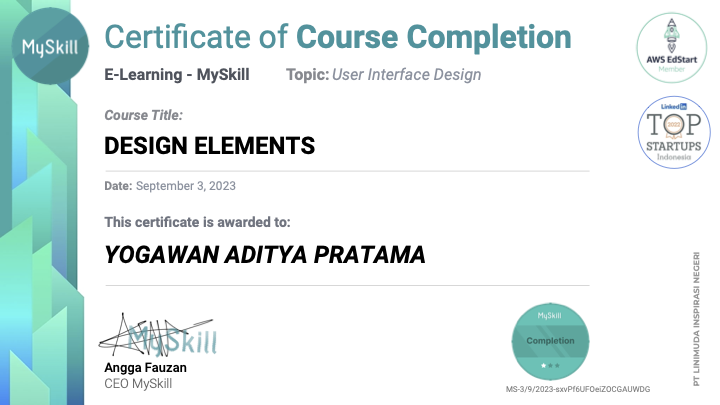 MySkill
Certificate of Course Completion
E-Learning - MySkill Topic: User Interface Design
Course Title:
DESIGN ELEMENTS
Date: September 3, 2023
This certificate is awarded to:
YOGAWAN ADITYA PRATAMA
MySkill
Angga Fauzan
CEO MySkill
AWS EdStart
Member
LinkedIn
TOP
2022
STARTUPS
Indonesia
PT LINIMUDA INSPIRASI NEGERI
MySkill
Completion
MS-3/9/2023-sxvPf6UFOeiZOCGAUWDG